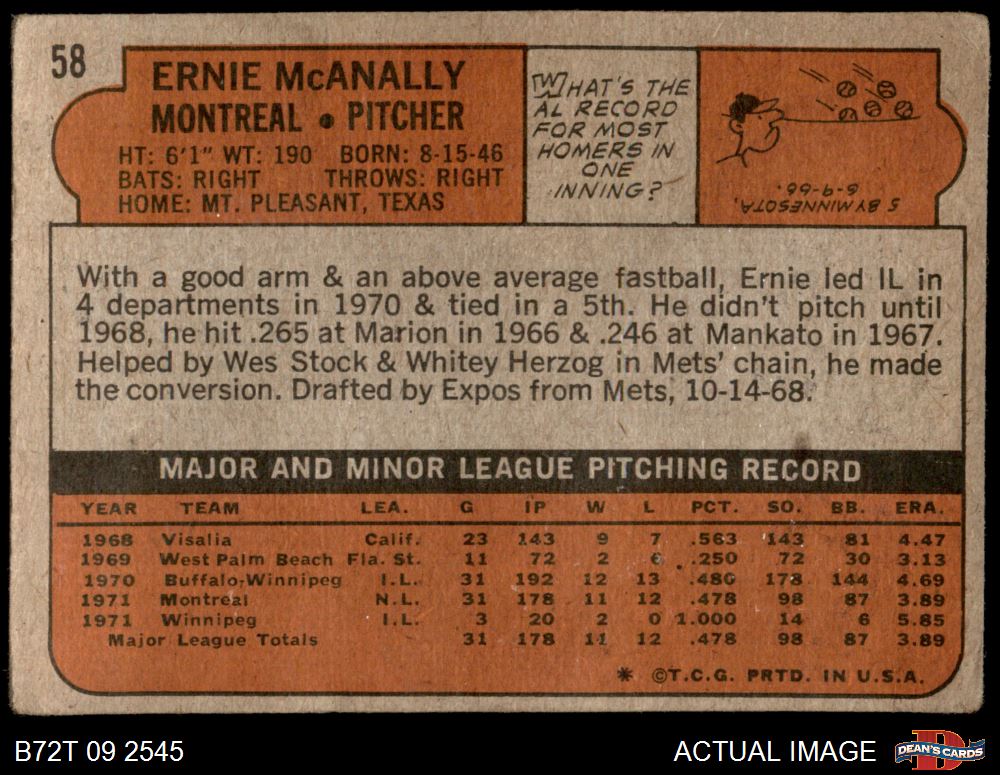 58
ERNIE McANALLY
MONTREAL • PITCHER
HT: 6'1" WT: 190 BORN: 8-15-46
BATS: RIGHT THROWS: RIGHT
HOME: MT. PLEASANT, TEXAS
WHAT'S THE
AL RECORD
FOR MOST
HOMERS IN
ONE
INNING?
5 BY MINNESOTA,
6-9-66.
With a good arm & an above average fastball, Ernie led IL in
4 departments in 1970 & tied in a 5th. He didn't pitch until
1968, he hit .265 at Marion in 1966 & .246 at Mankato in 1967.
Helped by Wes Stock & Whitey Herzog in Mets' chain, he made
the conversion. Drafted by Expos from Mets, 10-14-68.
MAJOR AND MINOR LEAGUE PITCHING RECORD
YEAR TEAM LEA. G IP W L PCT. SO. BB. ERA.
1968 Visalia Calif. 23 143 9 7 .563 143 81 4.47
1969 West Palm Beach Fla. St. 11 72 2 6 .250 72 30 3.13
1970 Buffalo-Winnipeg I.L. 31 192 12 13 .480 178 144 4.69
1971 Montreal N.L. 31 178 11 12 .478 98 87 3.89
1971 Winnipeg I.L. 3 20 2 0 1.000 14 6 5.85
Major League Totals 31 178 11 12 .478 98 87 3.89
* ©T.C.G. PRTD. IN U.S.A.
B72T 09 2545
ACTUAL IMAGE
DEAN'S CARDS